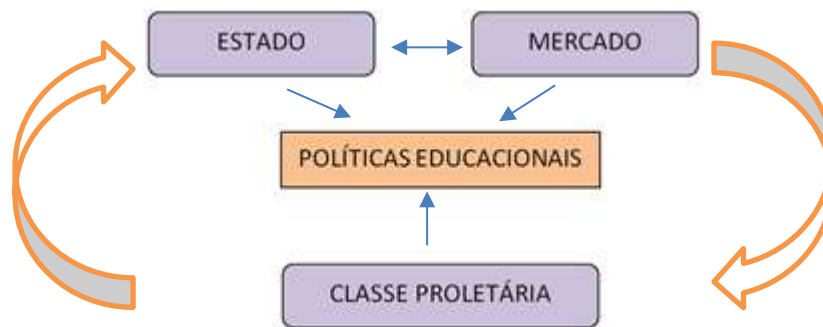 ESTADO
MERCADO
POLÍTICAS EDUCACIONAIS
CLASSE PROLETÁRIA